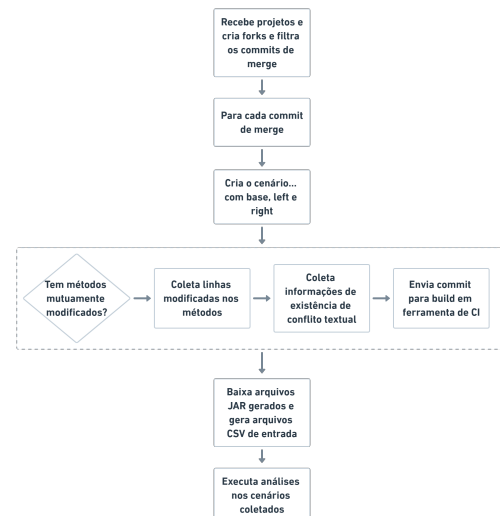 Recebe projetos e
cria forks e filtra
os commits de
merge
Para cada commit
de merge
Cria o cenário...
com base, left e
right
Tem métodos
mutuamente
modificados?
Coleta linhas
modificadas nos
métodos
Coleta
informações de
existência de
conflito textual
Envia commit
para build em
ferramenta de CI
Baixa arquivos
JAR gerados e
gera arquivos
CSV de entrada
Executa análises
nos cenários
coletados